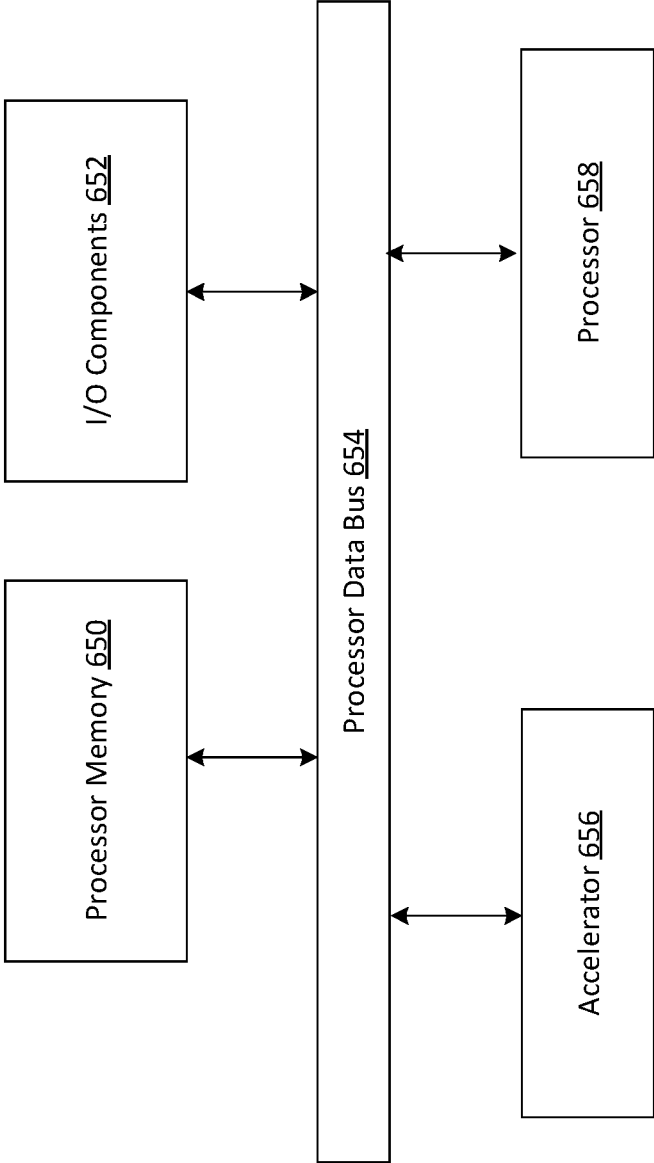 Processor Memory 650
I/O Components 652
Processor Data Bus 654
Accelerator 656
Processor 658